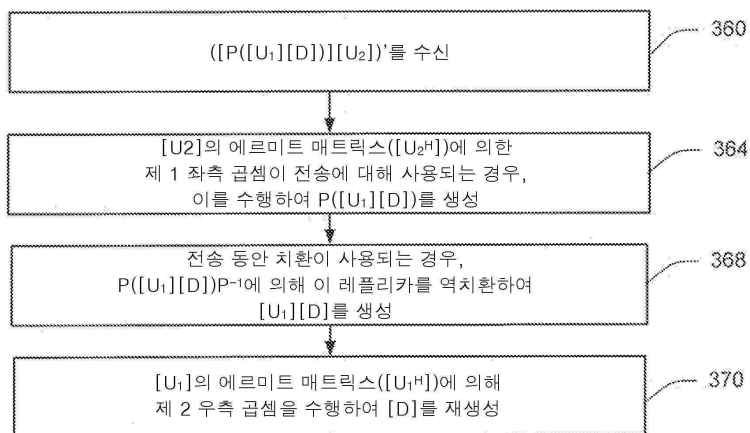 ([P([U₁][D])][U₂])’를 수신
360
[U2]의 에르미트 매트릭스([U₂ᴴ])에 의한
제 1 좌측 곱셈이 전송에 대해 사용되는 경우,
이를 수행하여 P([U₁][D])를 생성
364
전송 동안 치환이 사용되는 경우,
P([U₁][D])P⁻¹에 의해 이 레플리카를 역치환하여
[U₁][D]를 생성
368
[U₁]의 에르미트 매트릭스([U₁ᴴ])에 의해
제 2 우측 곱셈을 수행하여 [D]를 재생성
370